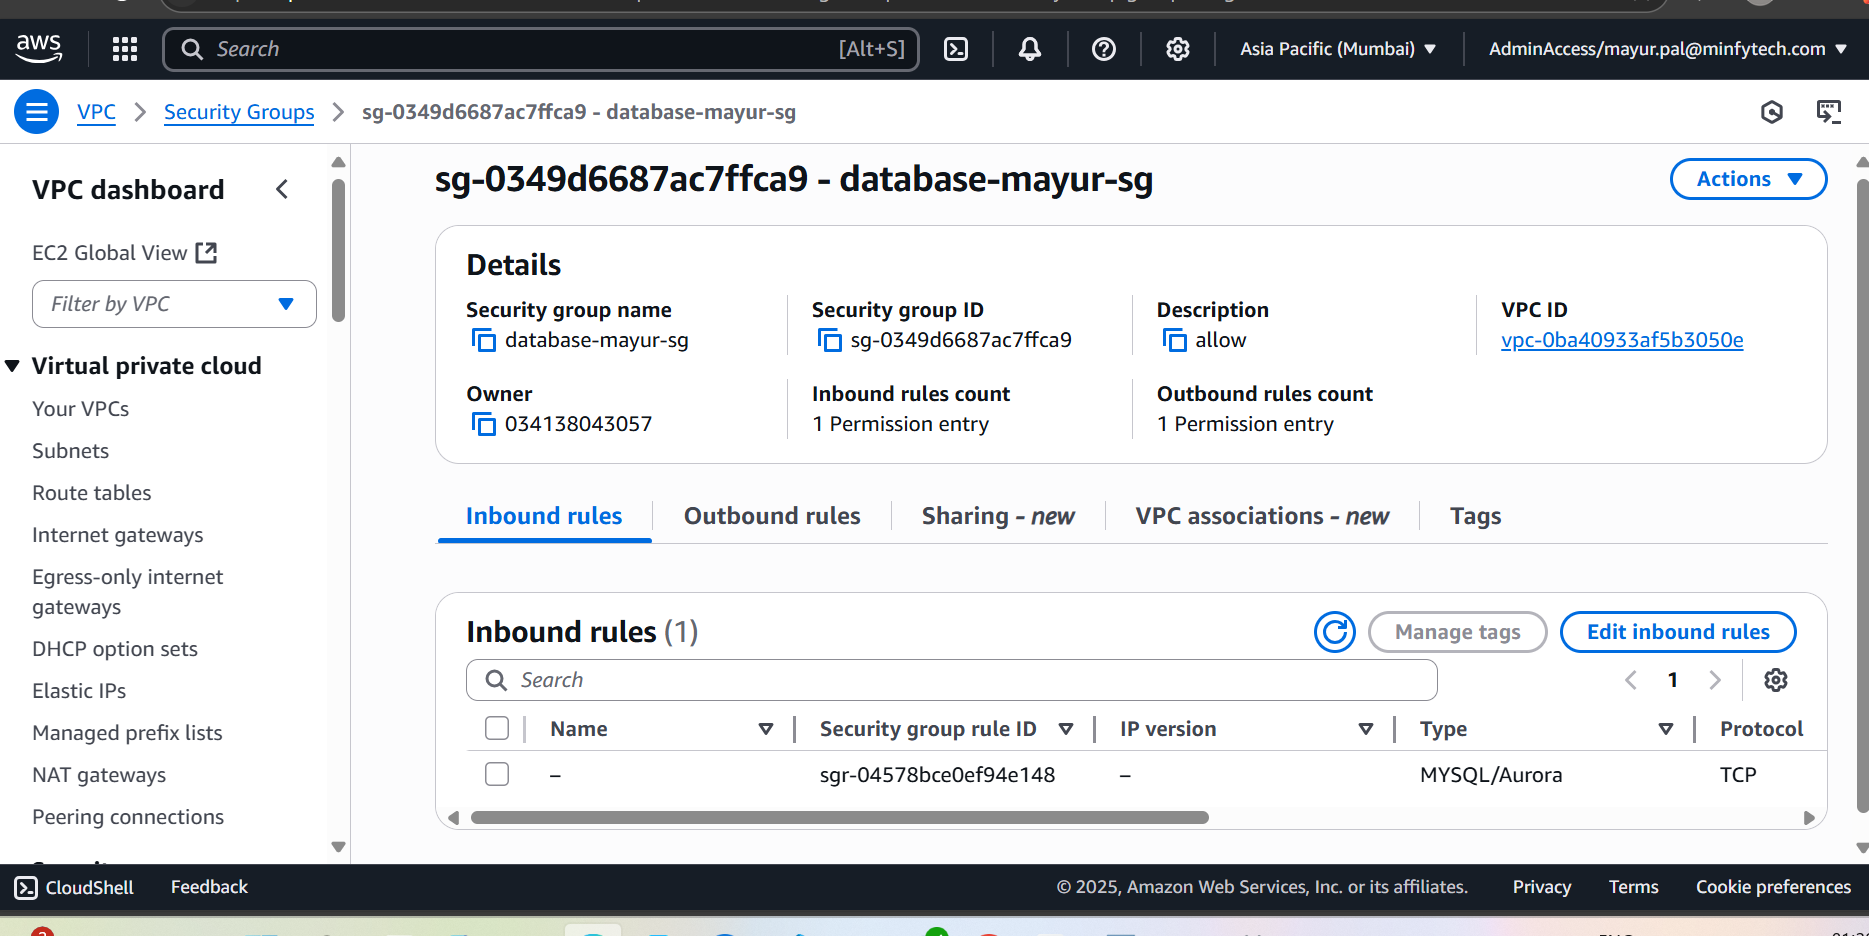 aws
Search [Alt+S]
Asia Pacific (Mumbai)
AdminAccess/mayur.pal@minfytech.com
VPC
Security Groups
sg-0349d6687ac7ffca9 - database-mayur-sg
VPC dashboard
EC2 Global View
Filter by VPC
Virtual private cloud
Your VPCs
Subnets
Route tables
Internet gateways
Egress-only internet
gateways
DHCP option sets
Elastic IPs
Managed prefix lists
NAT gateways
Peering connections
sg-0349d6687ac7ffca9 - database-mayur-sg
Actions
Details
Security group name
database-mayur-sg
Security group ID
sg-0349d6687ac7ffca9
Description
allow
VPC ID
vpc-0ba40933af5b3050e
Owner
034138043057
Inbound rules count
1 Permission entry
Outbound rules count
1 Permission entry
Inbound rules
Outbound rules
Sharing - new
VPC associations - new
Tags
Inbound rules (1)
Manage tags
Edit inbound rules
Search
1
Name Security group rule ID IP version Type Protocol
– sgr-04578bce0ef94e148 – MYSQL/Aurora TCP
CloudShell
Feedback
© 2025, Amazon Web Services, Inc. or its affiliates.
Privacy
Terms
Cookie preferences